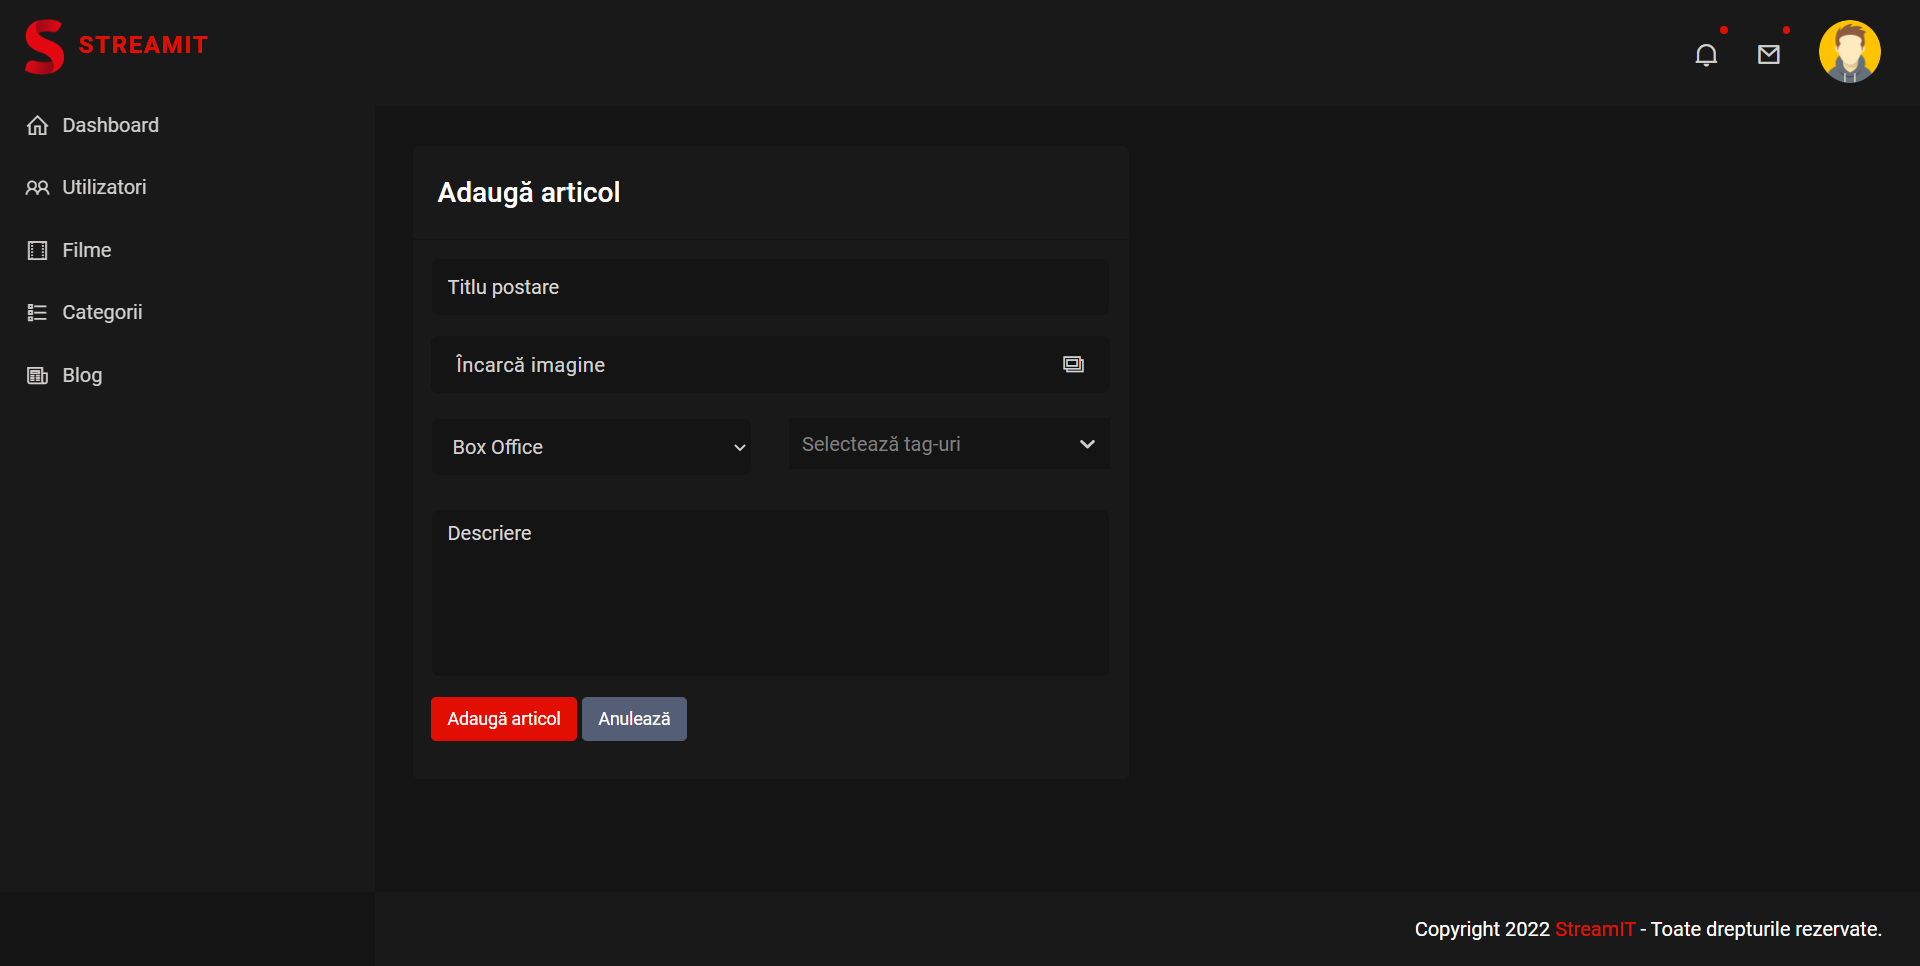 STREAMIT
Dashboard
Utilizatori
Filme
Categorii
Blog
Adaugă articol
Titlu postare
Încarcă imagine
Box Office
Selectează tag-uri
Descriere
Adaugă articol
Anulează
Copyright 2022 StreamIT - Toate drepturile rezervate.